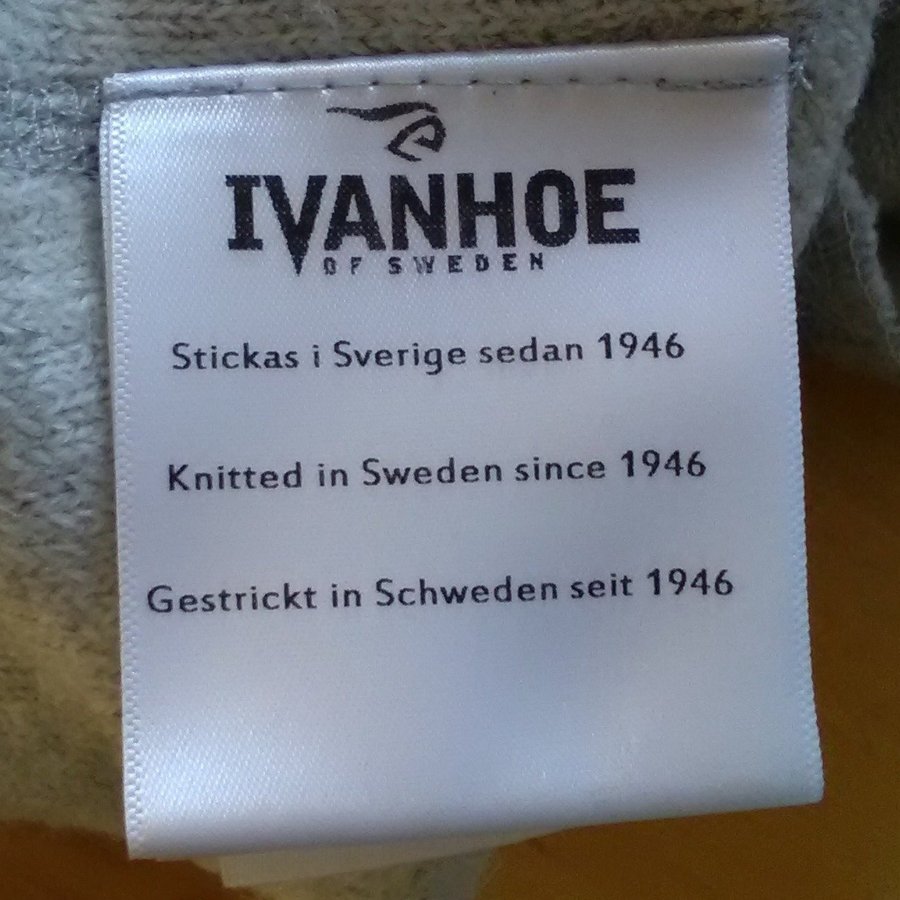 IVANHOE
OF SWEDEN
Stickas i Sverige sedan 1946
Knitted in Sweden since 1946
Gestrickt in Schweden seit 1946